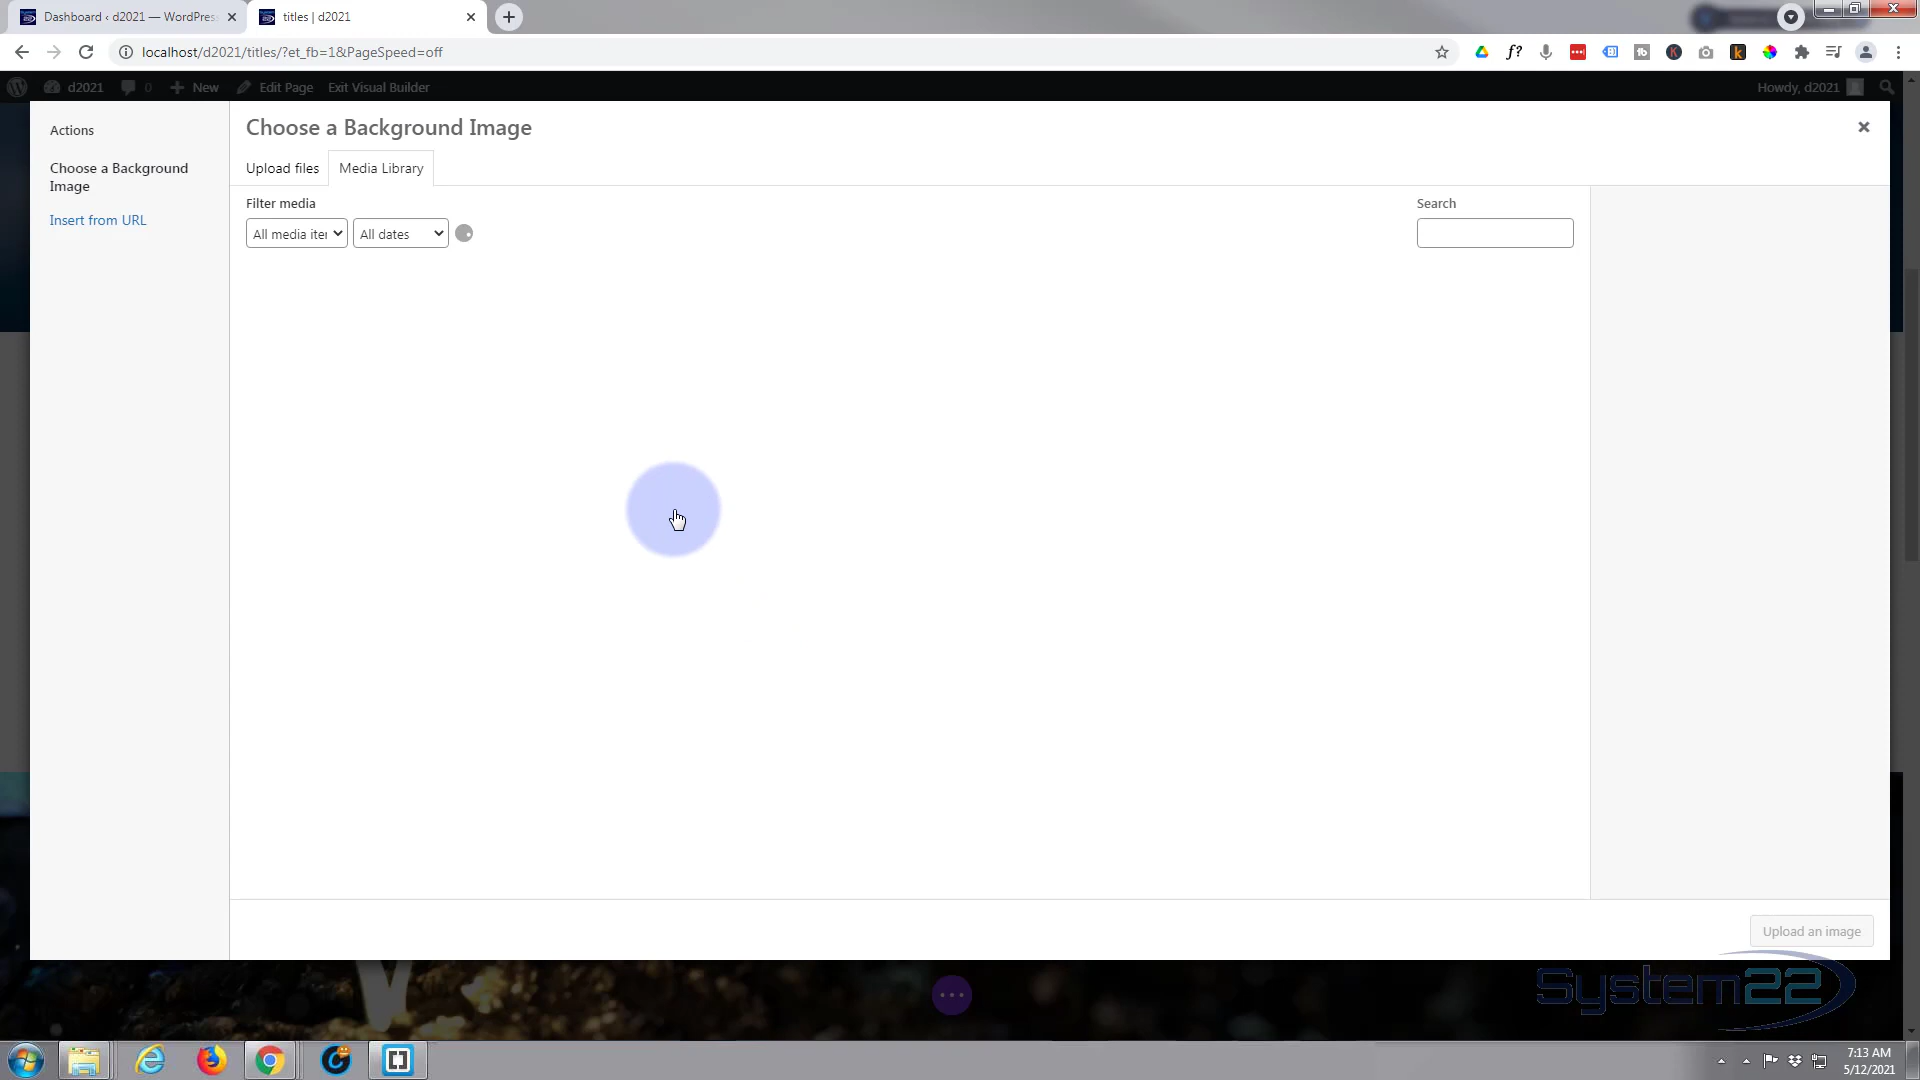 Dashboard ‹ d2021 — WordPress
titles | d2021
localhost/d2021/titles/?et_fb=1&PageSpeed=off
d2021
0
New
Edit Page
Exit Visual Builder
Howdy, d2021
Actions
Choose a Background
Image
Insert from URL
Choose a Background Image
Upload files
Media Library
Filter media
All media iter
All dates
Search
Upload an image
System22
7:13 AM
5/12/2021